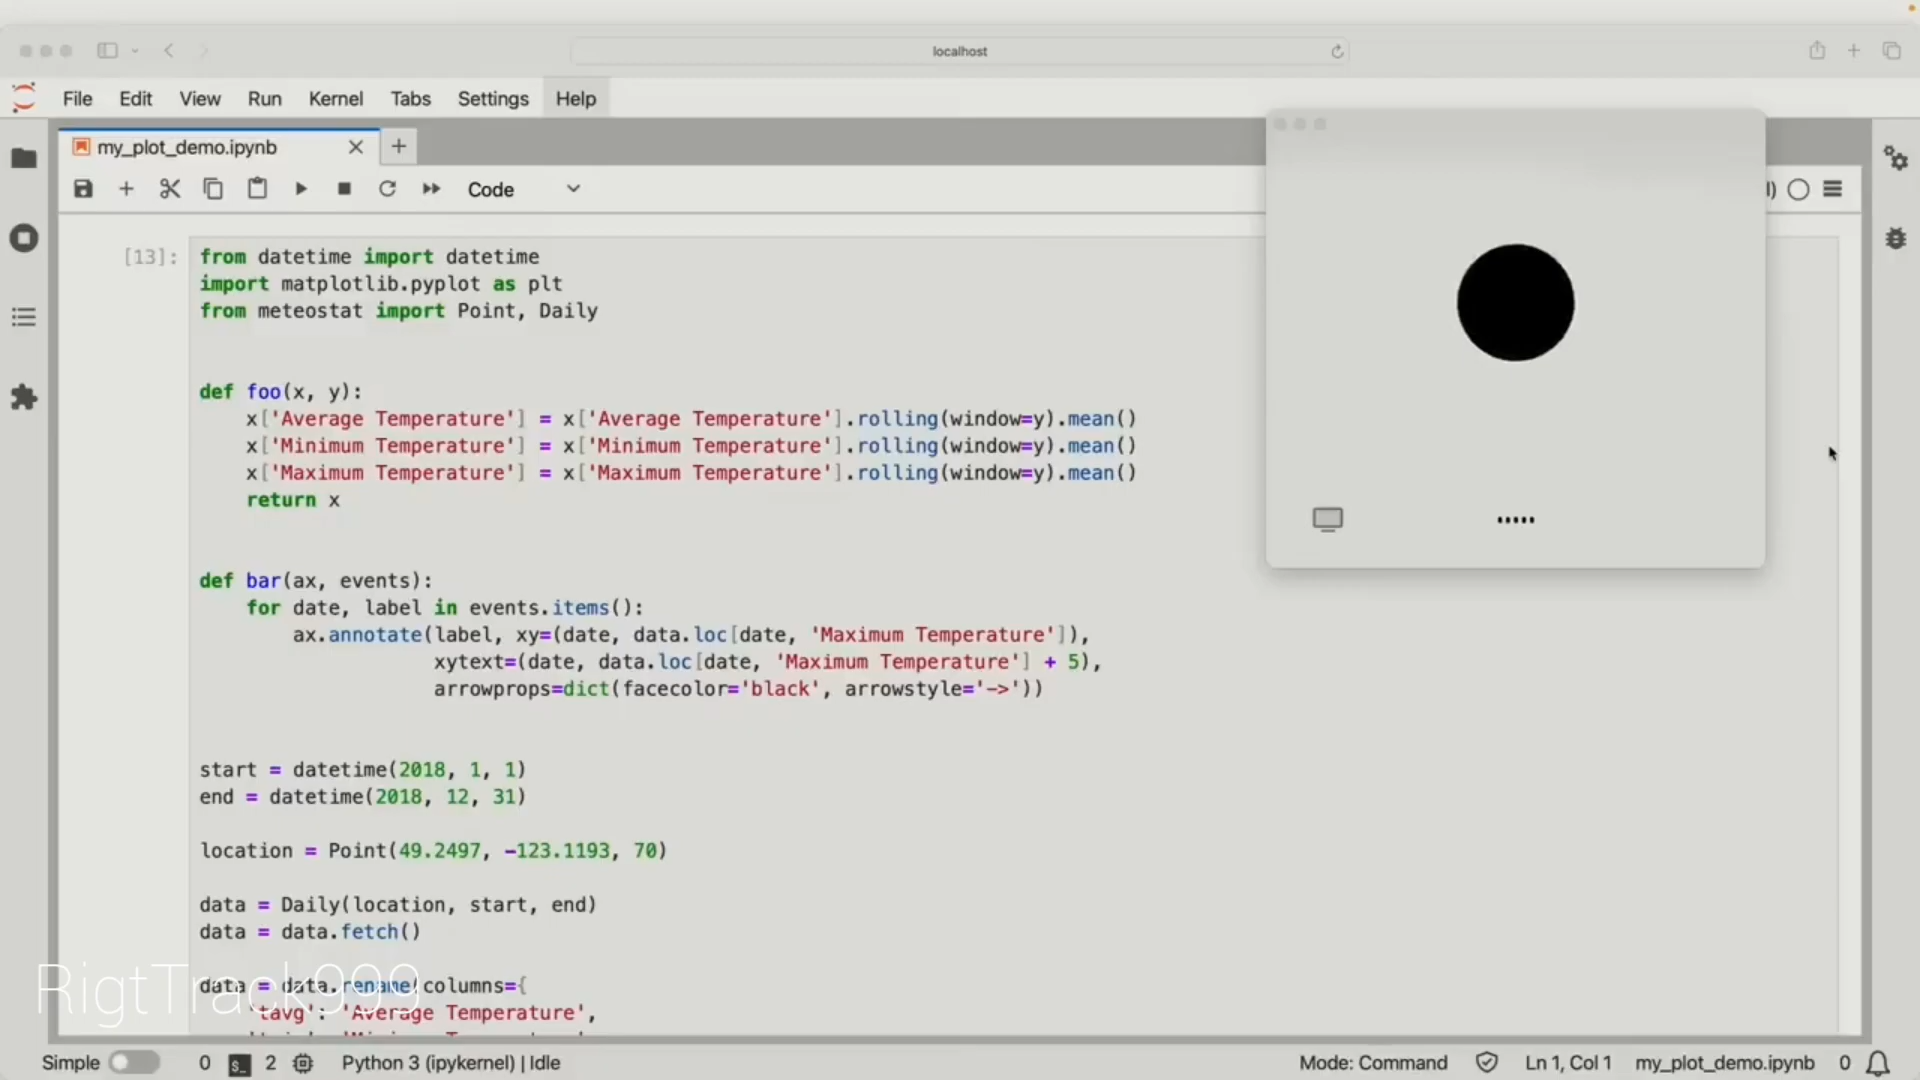 localhost
File Edit View Run Kernel Tabs Settings Help
my_plot_demo.ipynb
Code
[13]:
from datetime import datetime
import matplotlib.pyplot as plt
from meteostat import Point, Daily
def foo(x, y):
x['Average Temperature'] = x['Average Temperature'].rolling(window=y).mean()
x['Minimum Temperature'] = x['Minimum Temperature'].rolling(window=y).mean()
x['Maximum Temperature'] = x['Maximum Temperature'].rolling(window=y).mean()
return x
def bar(ax, events):
for date, label in events.items():
ax.annotate(label, xy=(date, data.loc[date, 'Maximum Temperature']),
xytext=(date, data.loc[date, 'Maximum Temperature'] + 5),
arrowprops=dict(facecolor='black', arrowstyle='->'))
start = datetime(2018, 1, 1)
end = datetime(2018, 12, 31)
location = Point(49.2497, -123.1193, 70)
data = Daily(location, start, end)
data = data.fetch()
data = data.rename(columns={
'tavg': 'Average Temperature',
RigtTrack999
Simple 0 2 Python 3 (ipykernel) | Idle Mode: Command Ln 1, Col 1 my_plot_demo.ipynb 0